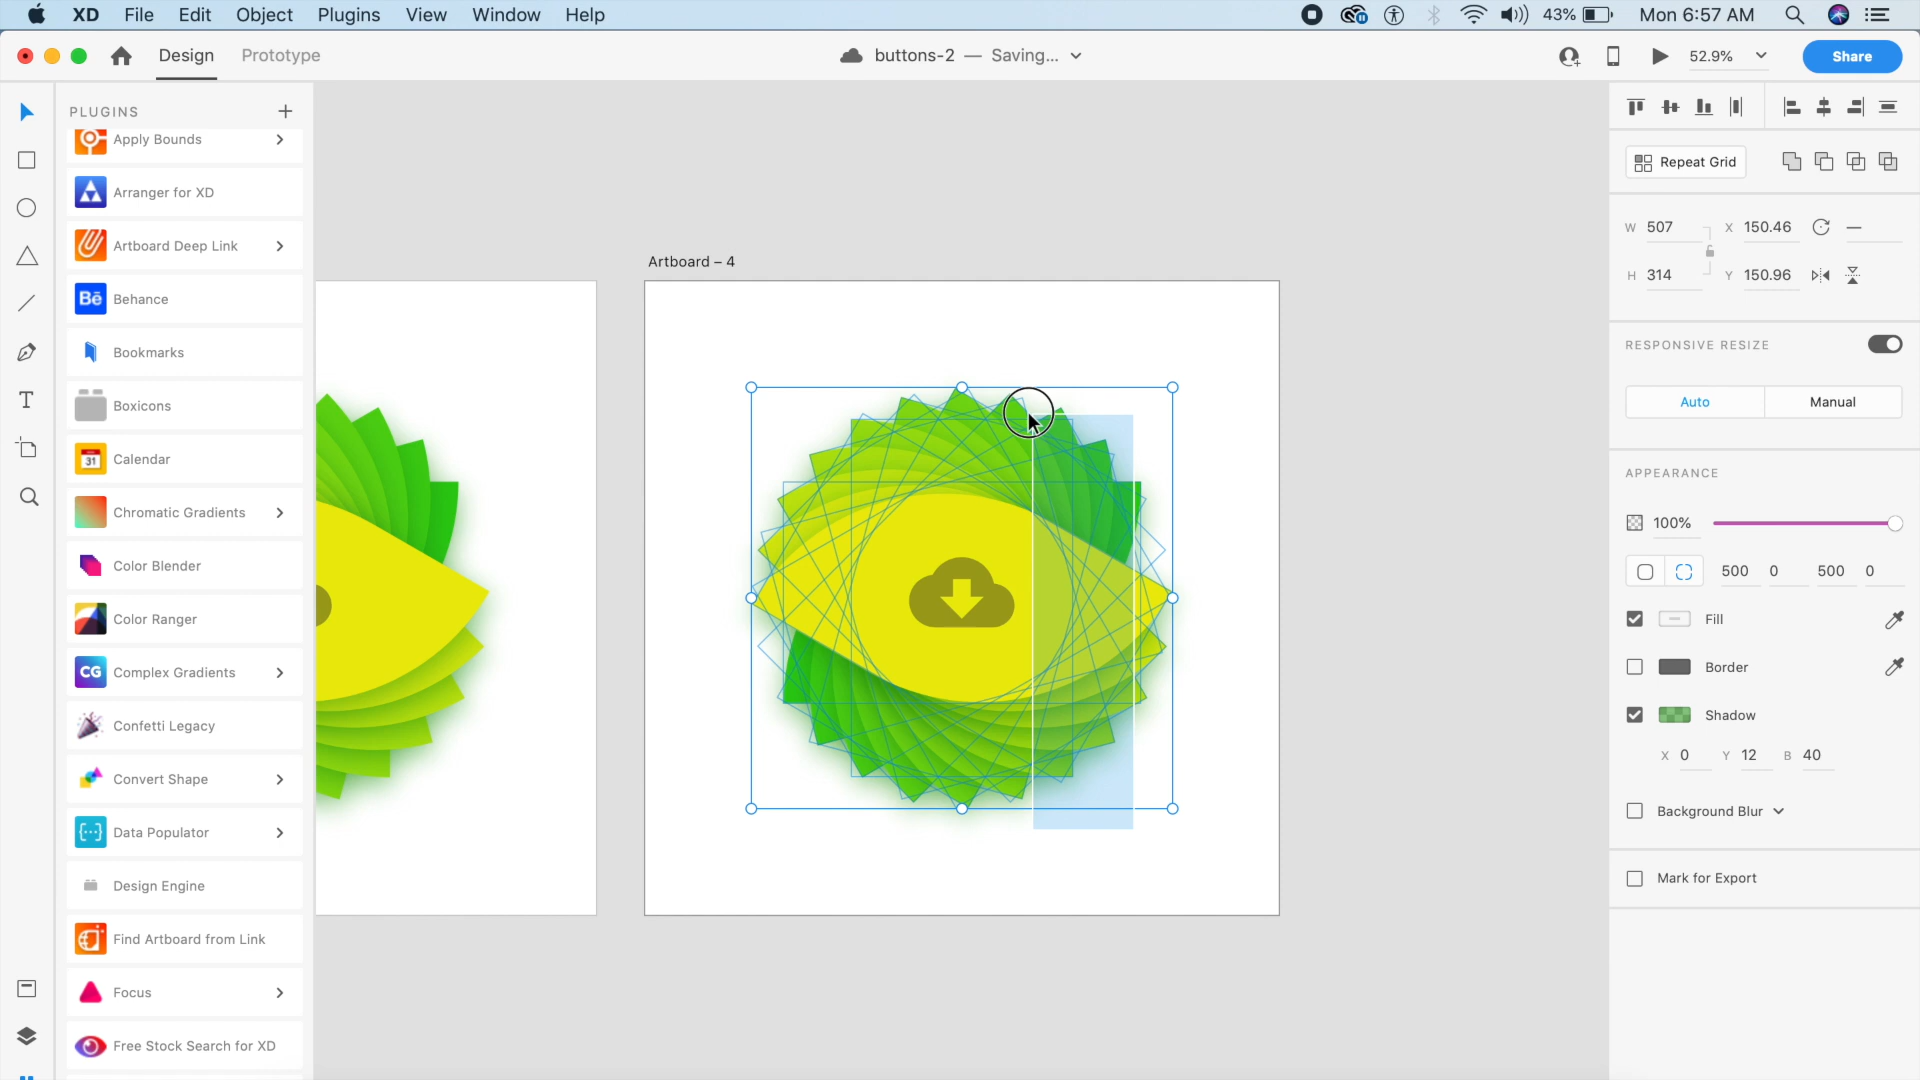 XD File Edit Object Plugins View Window Help 43% Mon 6:57 AM
Design Prototype buttons-2 — Saving... 52.9% Share
PLUGINS
Apply Bounds
Arranger for XD
Artboard Deep Link
Bē Behance
Bookmarks
Boxicons
31 Calendar
Chromatic Gradients
Color Blender
Color Ranger
CG Complex Gradients
Confetti Legacy
Convert Shape
Data Populator
Design Engine
Find Artboard from Link
Focus
Free Stock Search for XD
Artboard – 4
Repeat Grid
W 507 X 150.46
H 314 Y 150.96
RESPONSIVE RESIZE
Auto Manual
APPEARANCE
100%
500 0 500 0
Fill
Border
Shadow
X 0 Y 12 B 40
Background Blur
Mark for Export